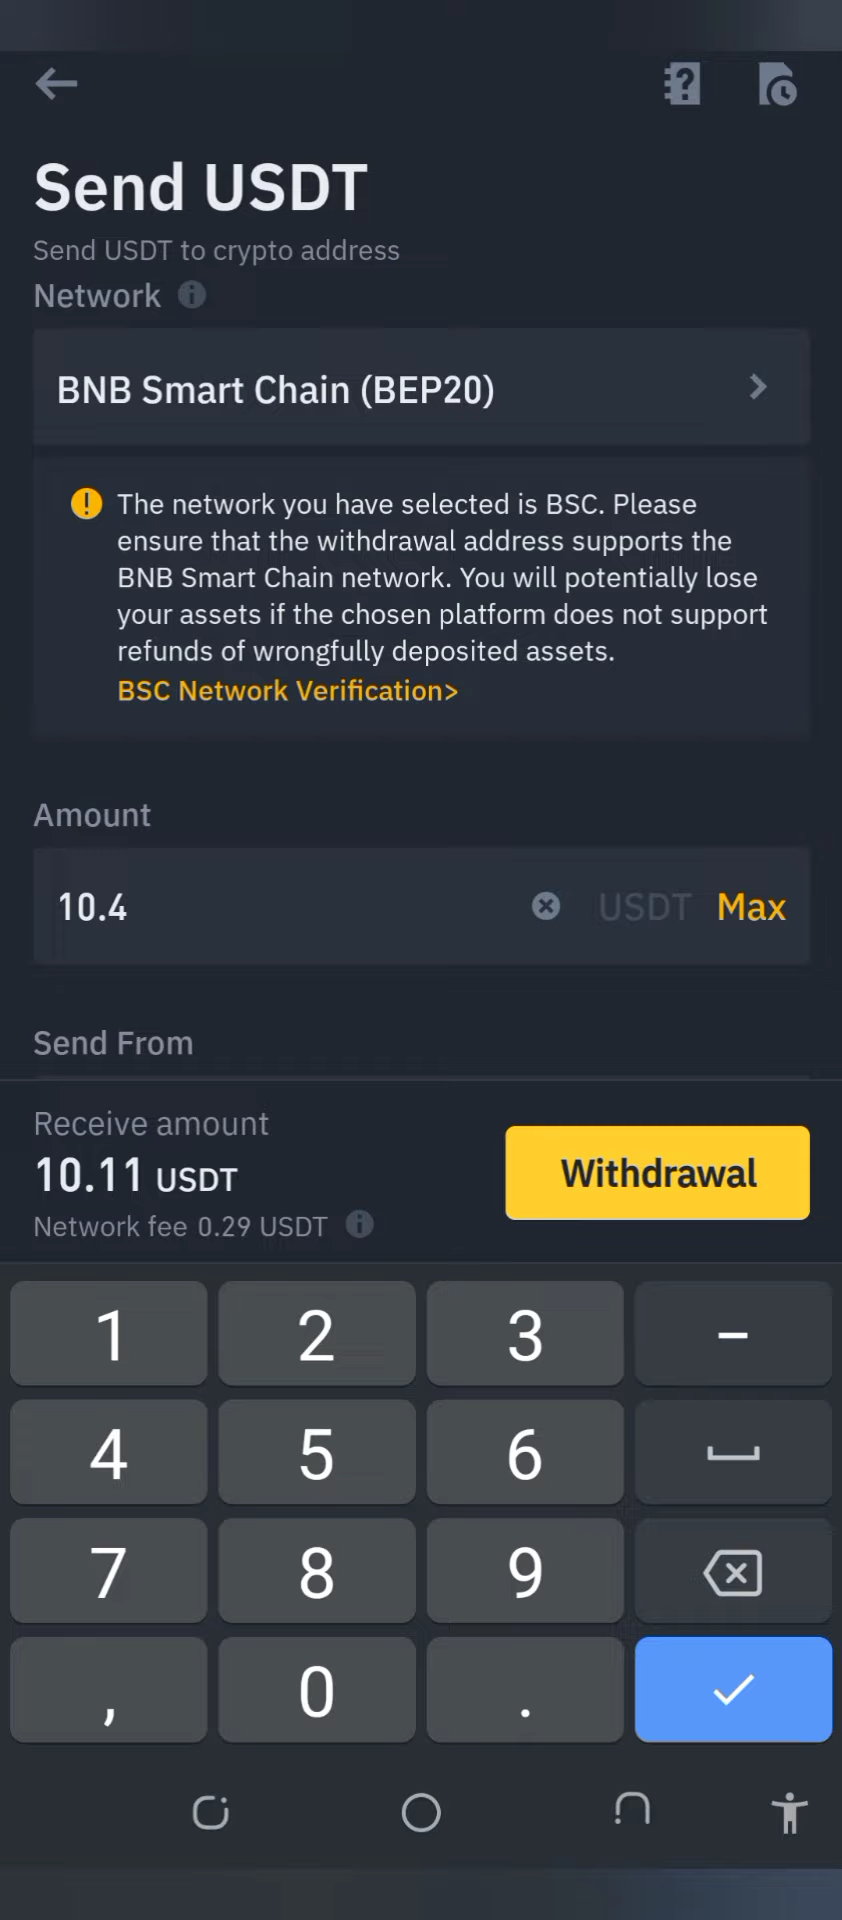 Send USDT
Send USDT to crypto address
Network
BNB Smart Chain (BEP20)
The network you have selected is BSC. Please
ensure that the withdrawal address supports the
BNB Smart Chain network. You will potentially lose
your assets if the chosen platform does not support
refunds of wrongfully deposited assets.
BSC Network Verification>
Amount
10.4 USDT Max
Send From
Receive amount
10.11 USDT
Withdrawal
Network fee 0.29 USDT
1 2 3 -
4 5 6
7 8 9
, 0 .